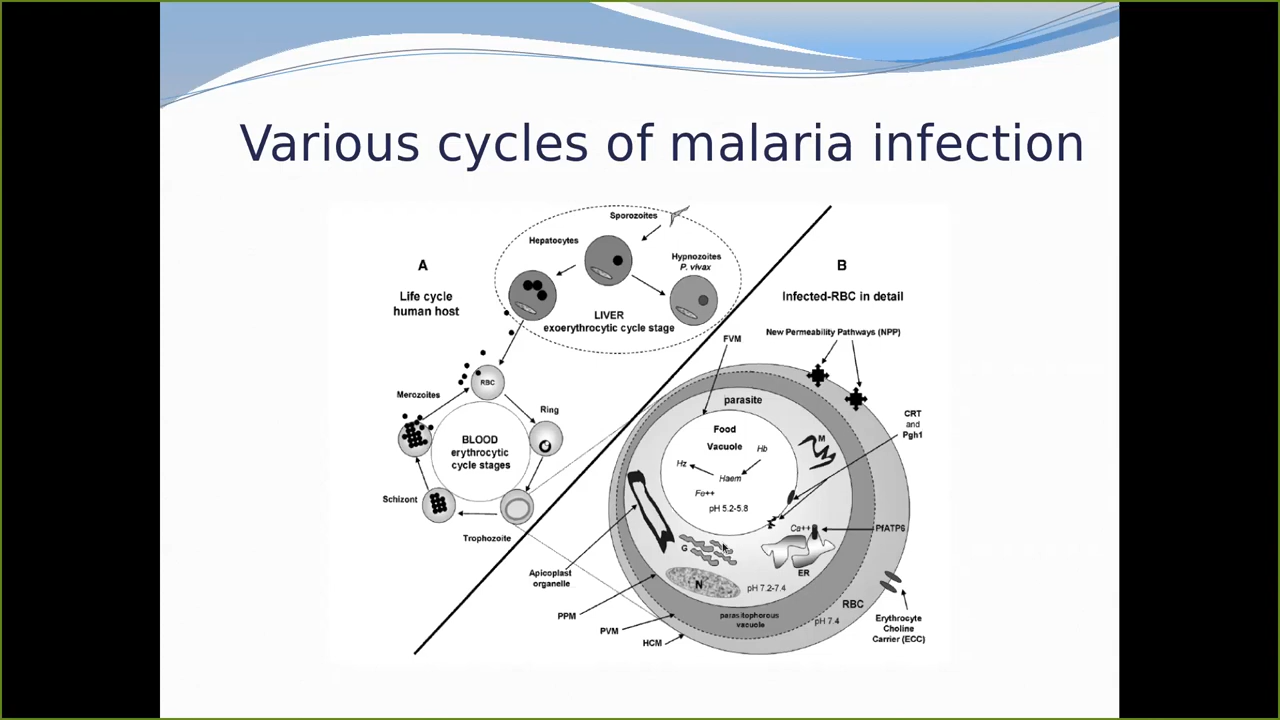 Various cycles of malaria infection
A
Life cycle
human host
Sporozoites
Hepatocytes
Hypnozoites
P. vivax
LIVER
exoerythrocytic cycle stage
RBC
Merozoites
Ring
BLOOD
erythrocytic
cycle stages
Schizont
Trophozoite
B
Infected-RBC in detail
New Permeability Pathways (NPP)
FVM
parasite
Food
Vacuole
Hb
Hz
Haem
Fe++
pH 5.2-5.8
M
CRT
and
Pgh1
Ca++
PfATP6
ER
G
N
pH 7.2-7.4
Apicoplast
organelle
PPM
PVM
HCM
parasitophorous
vacuole
RBC
pH 7.4
Erythrocyte
Choline
Carrier (ECC)